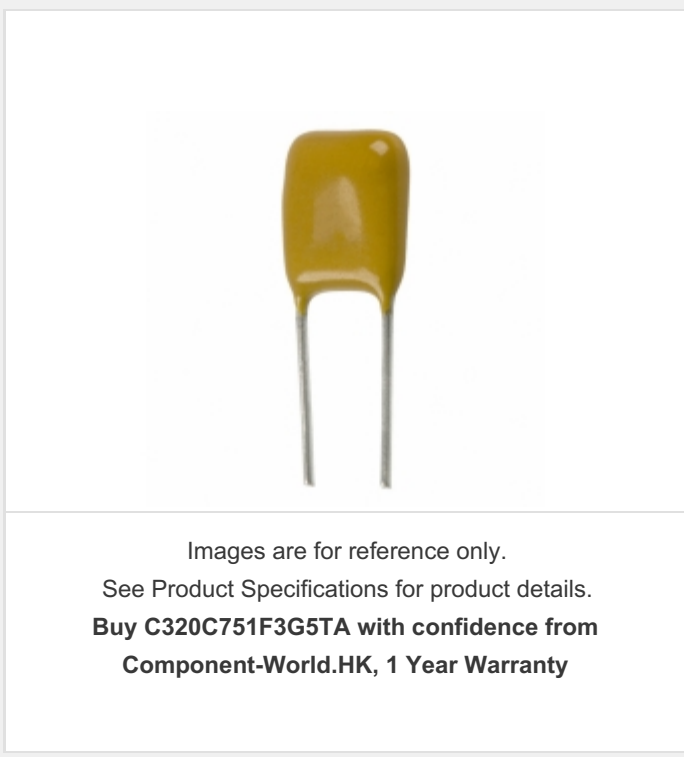 Images are for reference only.
See Product Specifications for product details.
Buy C320C751F3G5TA with confidence from
Component-World.HK, 1 Year Warranty